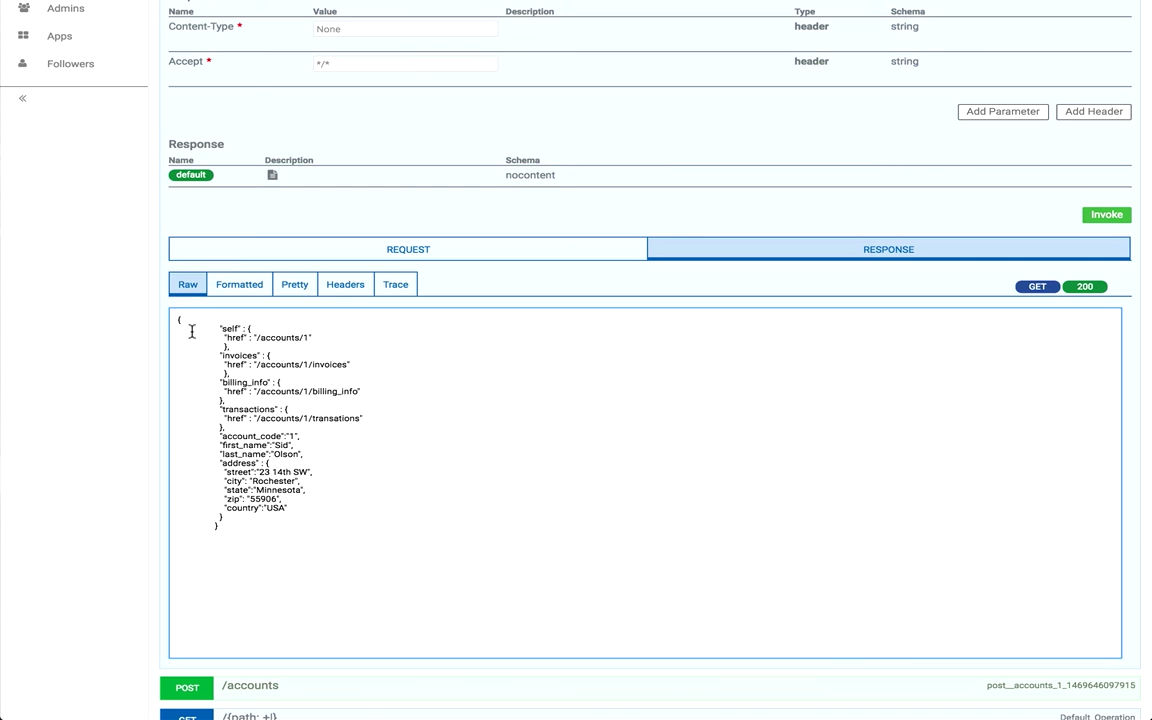 Admins
Apps
Followers
Name Value Description Type Schema
Content-Type * None header string
Accept * */* header string
Add Parameter Add Header
Response
Name Description Schema
default nocontent
Invoke
REQUEST RESPONSE
Raw Formatted Pretty Headers Trace GET 200
{
"self" : {
"href" : "/accounts/1"
},
"invoices" : {
"href" : "/accounts/1/invoices"
},
"billing_info" : {
"href" : "/accounts/1/billing_info"
},
"transactions" : {
"href" : "/accounts/1/transations"
},
"account_code":"1",
"first_name":"Sid",
"last_name":"Olson,
"address" : {
"street":"23 14th SW",
"city": "Rochester",
"state":"Minnesota",
"zip": "55906",
"country":"USA"
}
}
POST /accounts post__accounts_1_1469646097915
GET /{path: +|} Default_Operation